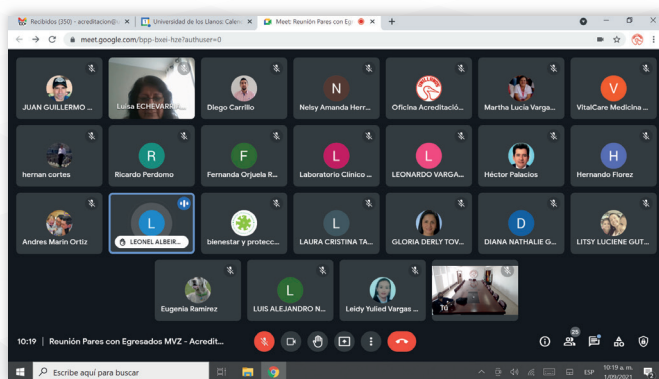 Recibidos (350) - acreditacion@u
Universidad de los Llanos: Calen
Meet: Reunión Pares con Egr
meet.google.com/bpp-bxei-hze?authuser=0
JUAN GUILLERMO ...
Luisa ECHEVARR...
Diego Carrillo
N
Nelsy Amanda Herr...
Oficina Acreditació...
Martha Lucia Varga...
V
VitalCare Medicina ...
hernan cortes
R
Ricardo Perdomo
F
Fernanda Orjuela R...
L
Laboratorio Clínico ...
L
LEONARDO VARGA...
Héctor Palacios
H
Hernando Florez
Andres Marin Ortiz
L
LEONEL ALBEIR...
bienestar y protecc...
L
LAURA CRISTINA TA...
GLORIA DERLY TOV...
D
DIANA NATHALIE G...
LITSY LUCIENE GUT...
Eugenia Ramirez
L
LUIS ALEJANDRO N...
Leidy Yulied Vargas ...
Tú
10:19 | Reunión Pares con Egresados MVZ - Acredit...
25
Escribe aquí para buscar
ESP
10:19 a. m.
1/09/2021